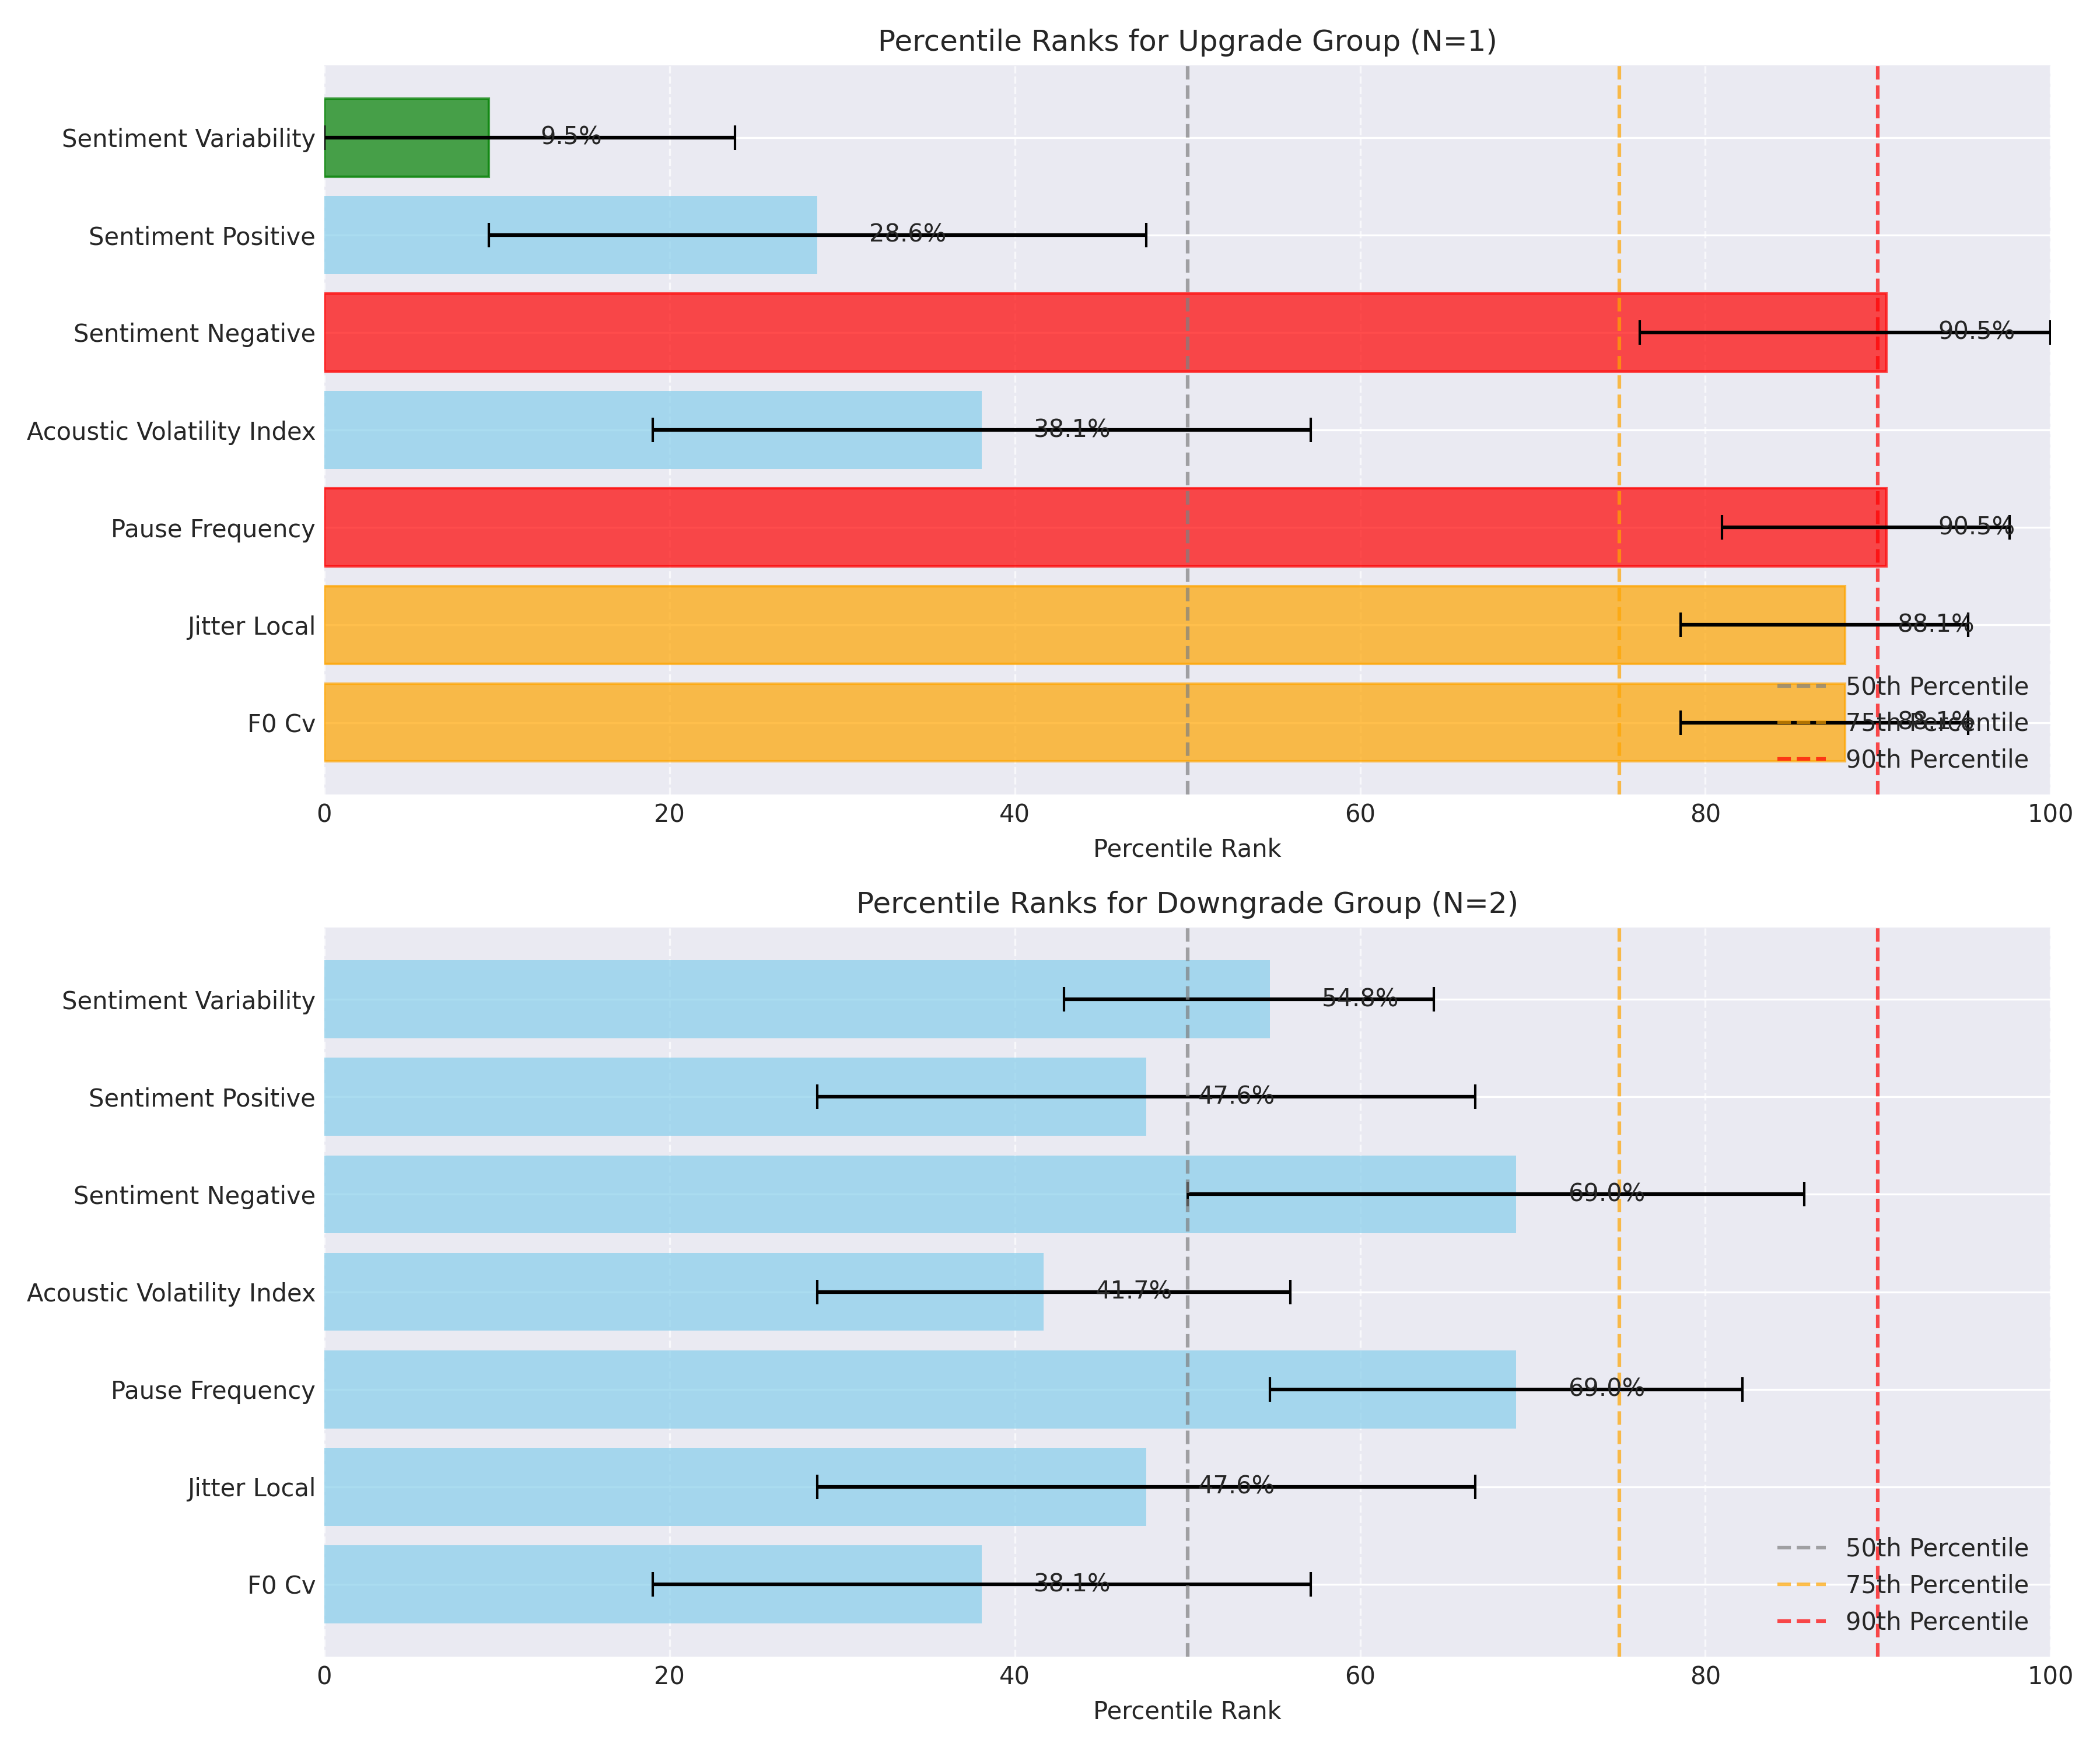 Percentile Ranks for Upgrade Group (N=1)
Sentiment Variability
9.5%
Sentiment Positive
28.6%
Sentiment Negative
90.5%
Acoustic Volatility Index
38.1%
Pause Frequency
90.5%
Jitter Local
88.1%
F0 Cv
88.1%
50th Percentile
75th Percentile
90th Percentile
0 20 40 60 80 100
Percentile Rank
Percentile Ranks for Downgrade Group (N=2)
Sentiment Variability
54.8%
Sentiment Positive
47.6%
Sentiment Negative
69.0%
Acoustic Volatility Index
41.7%
Pause Frequency
69.0%
Jitter Local
47.6%
F0 Cv
38.1%
50th Percentile
75th Percentile
90th Percentile
0 20 40 60 80 100
Percentile Rank